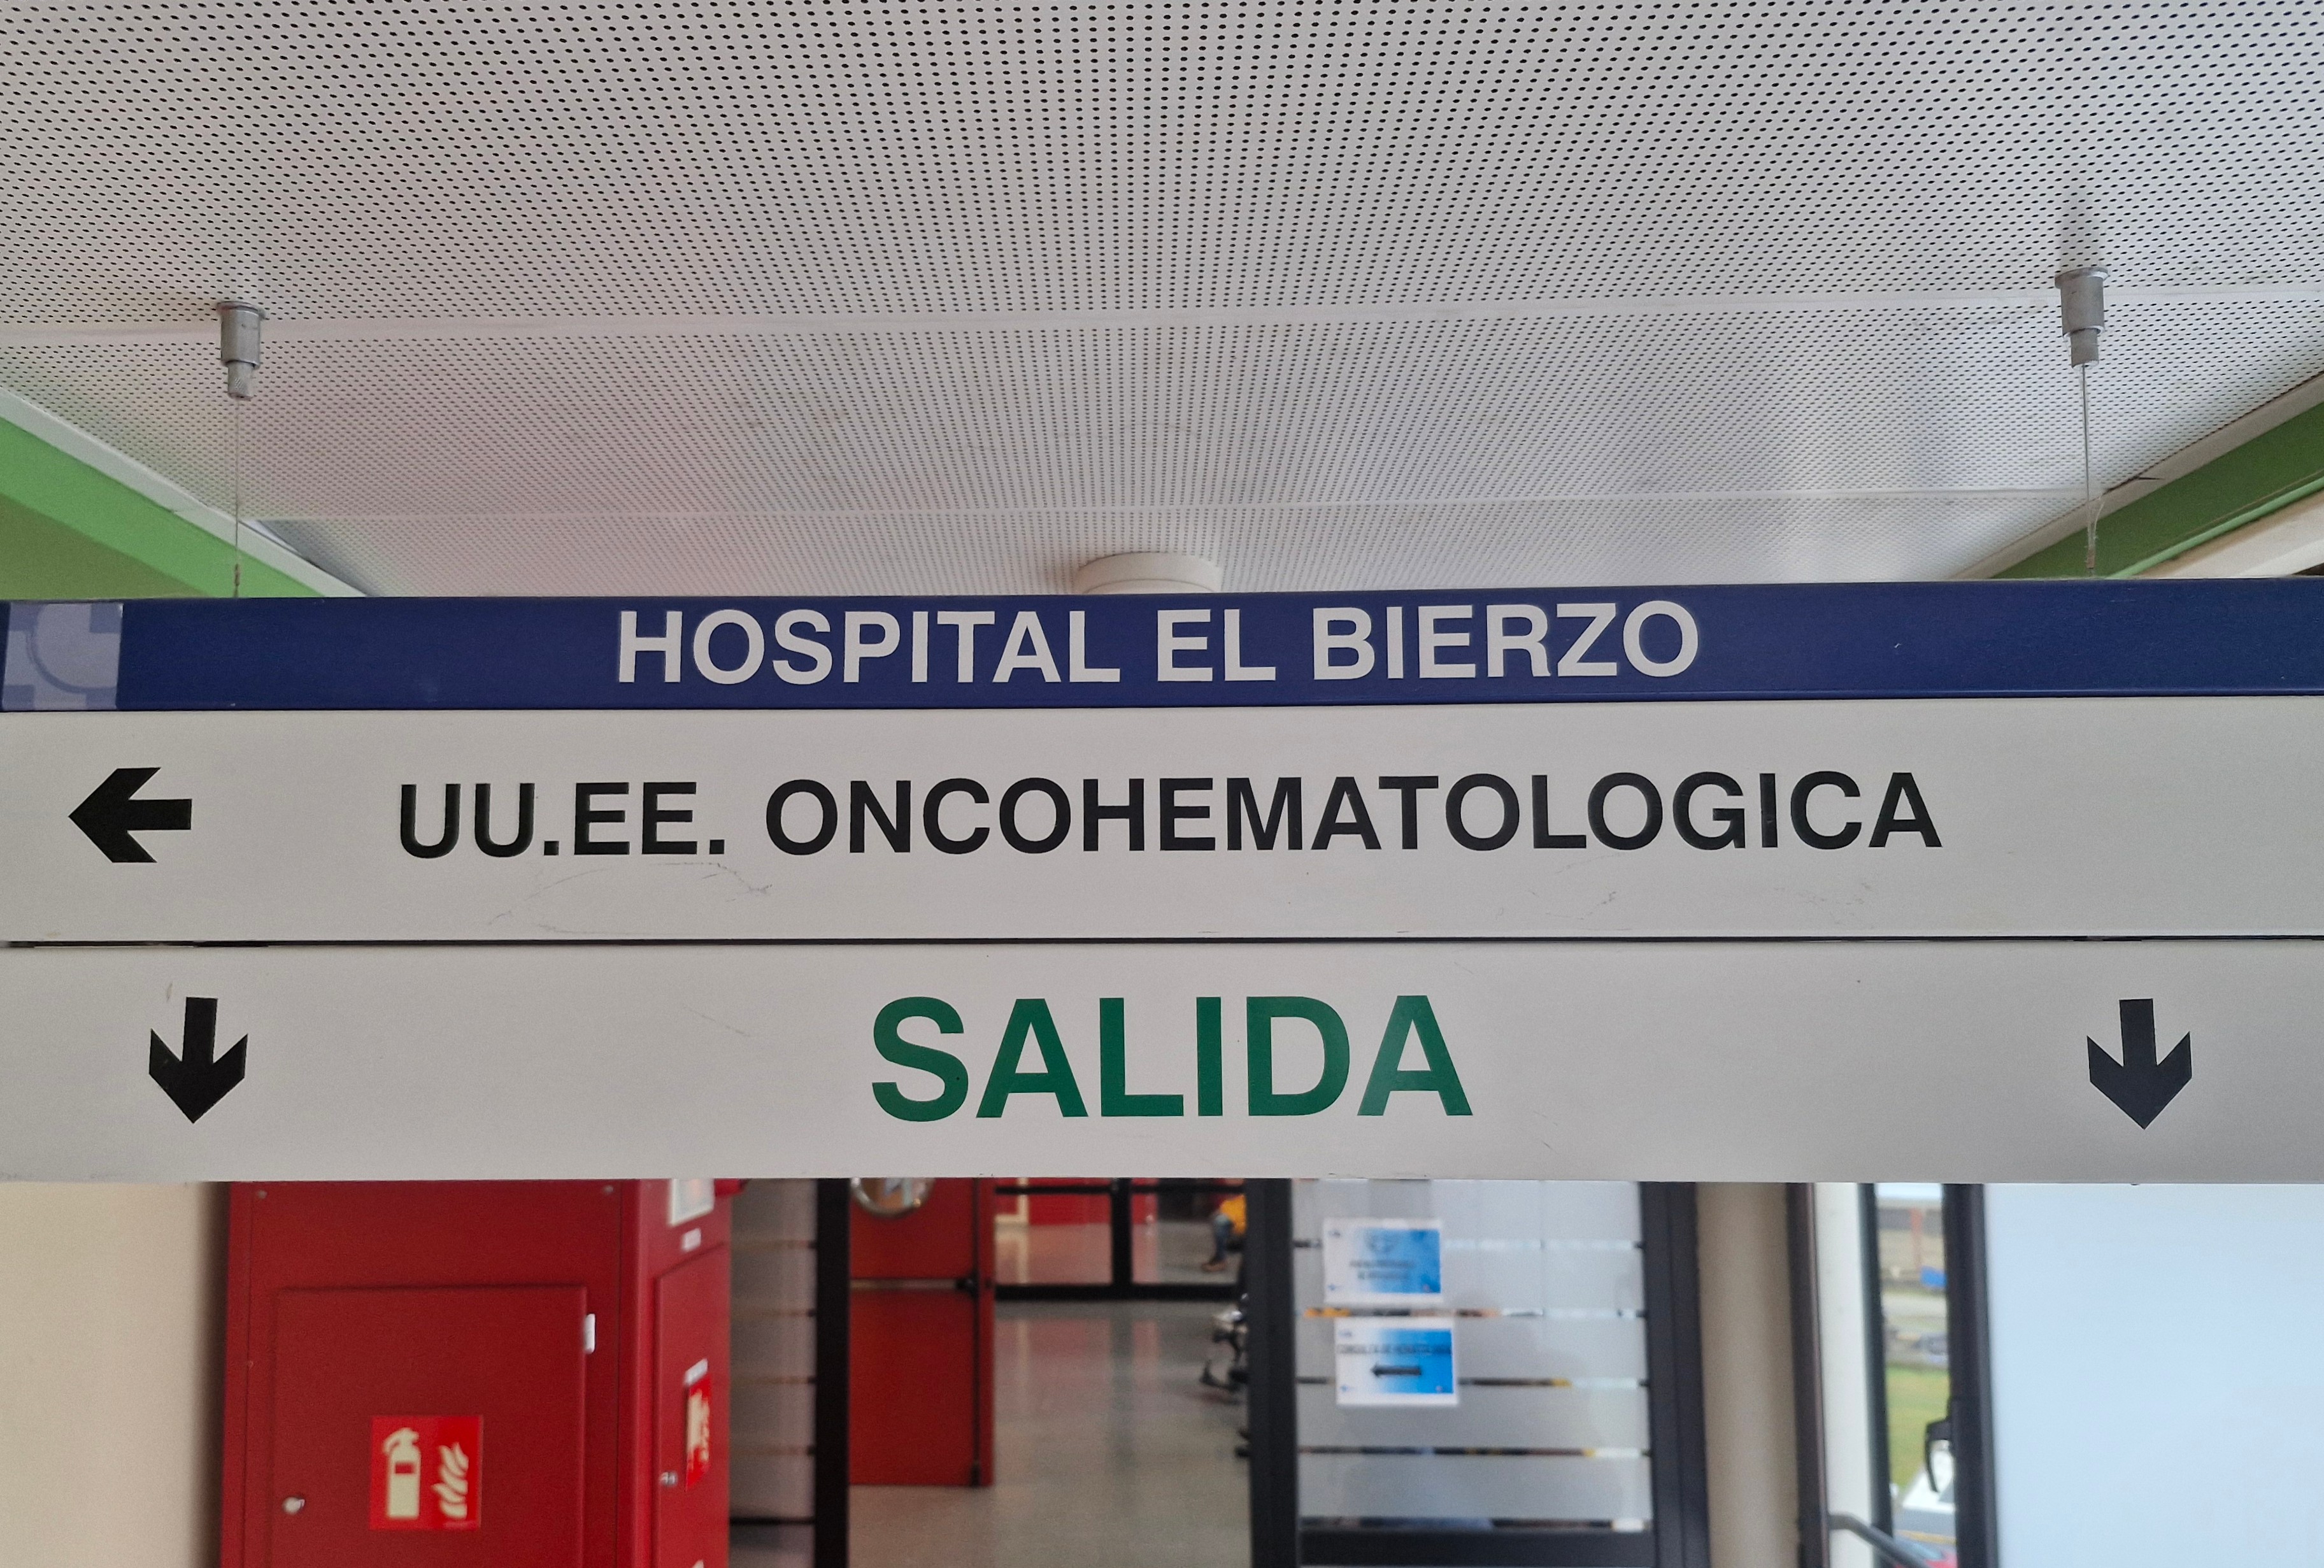 HOSPITAL EL BIERZO
UU.EE. ONCOHEMATOLOGICA
SALIDA